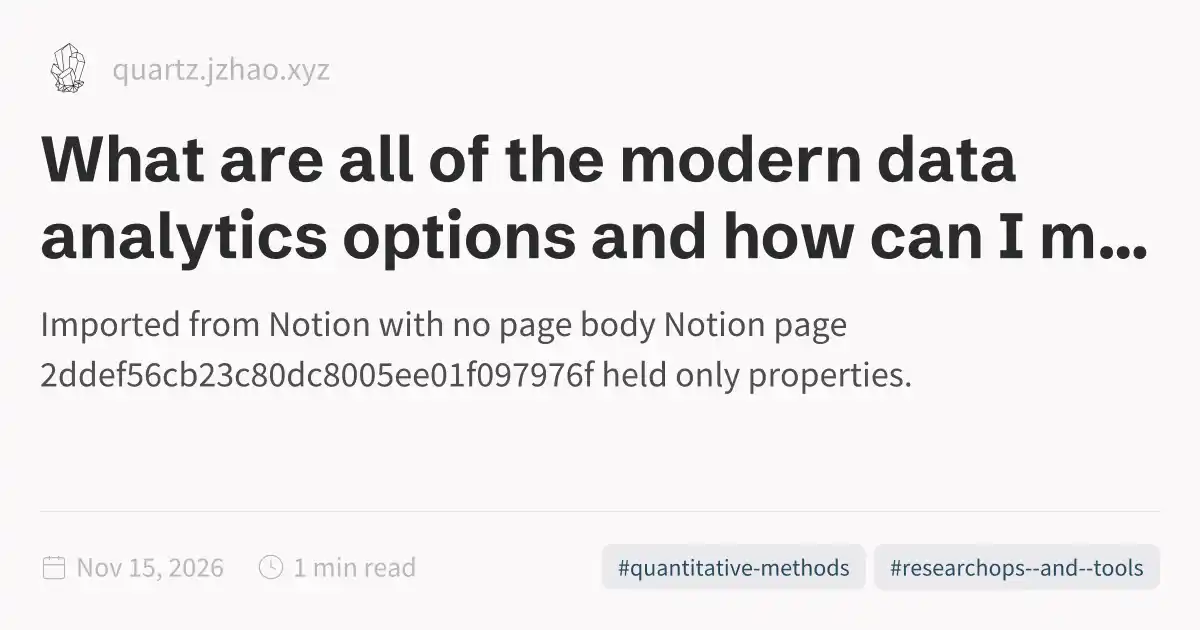 quartz.jzhao.xyz
What are all of the modern data
analytics options and how can I m...
Imported from Notion with no page body Notion page
2ddef56cb23c80dc8005ee01f097976f held only properties.
Nov 15, 2026 1 min read #quantitative-methods #researchops--and--tools